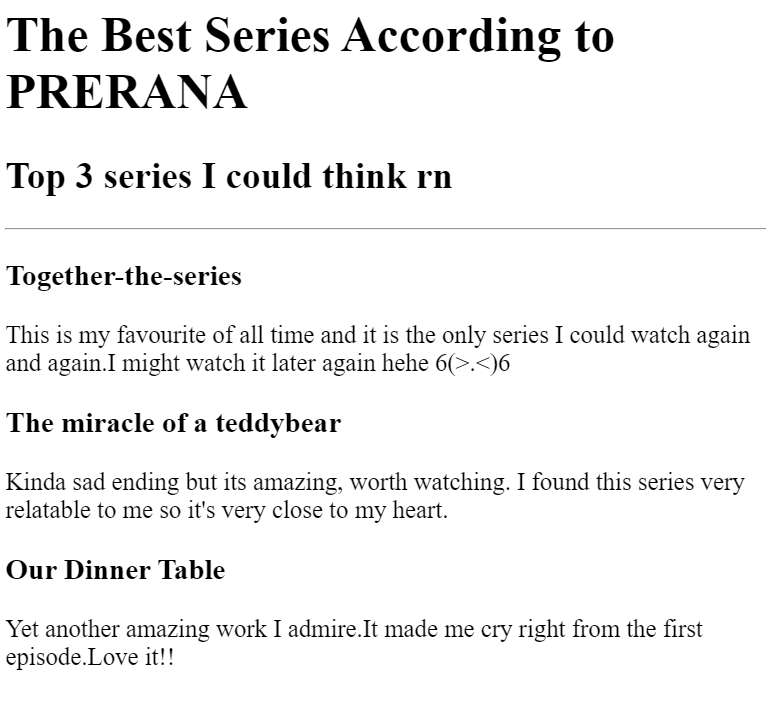 The Best Series According to
PRERANA
Top 3 series I could think rn
Together-the-series
This is my favourite of all time and it is the only series I could watch again
and again.I might watch it later again hehe 6(>.<)6
The miracle of a teddybear
Kinda sad ending but its amazing, worth watching. I found this series very
relatable to me so it's very close to my heart.
Our Dinner Table
Yet another amazing work I admire.It made me cry right from the first
episode.Love it!!